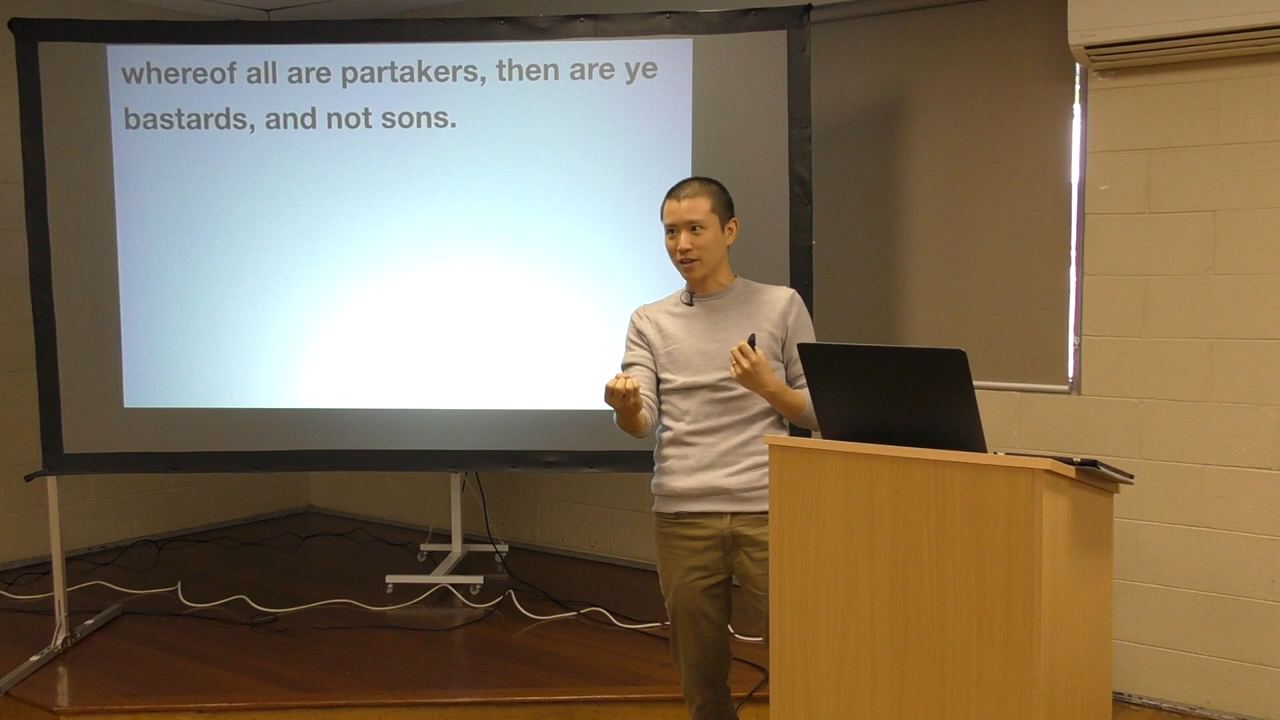 whereof all are partakers, then are ye
bastards, and not sons.